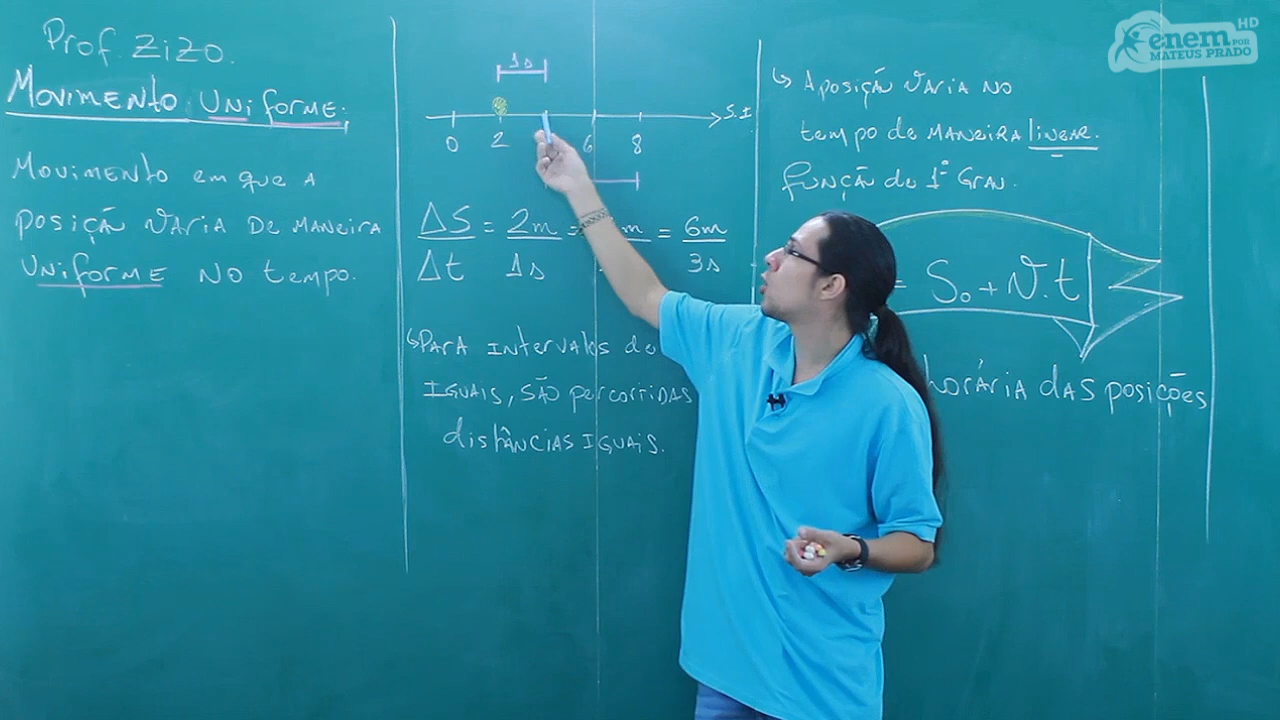 Prof. Zizo.
Movimento Uniforme.
Movimento em que a
posição varia de maneira
uniforme no tempo.
1s
S.I
0 2 6 8
ΔS = 2m = m = 6m
Δt 1s 3s
↳ Para intervalos de
iguais, são percorridas
distâncias iguais.
↳ A posição varia no
tempo de maneira linear.
função do 1° Grau.
= S₀ + v.t
horária das posições
enem HD
POR
MATEUS PRADO